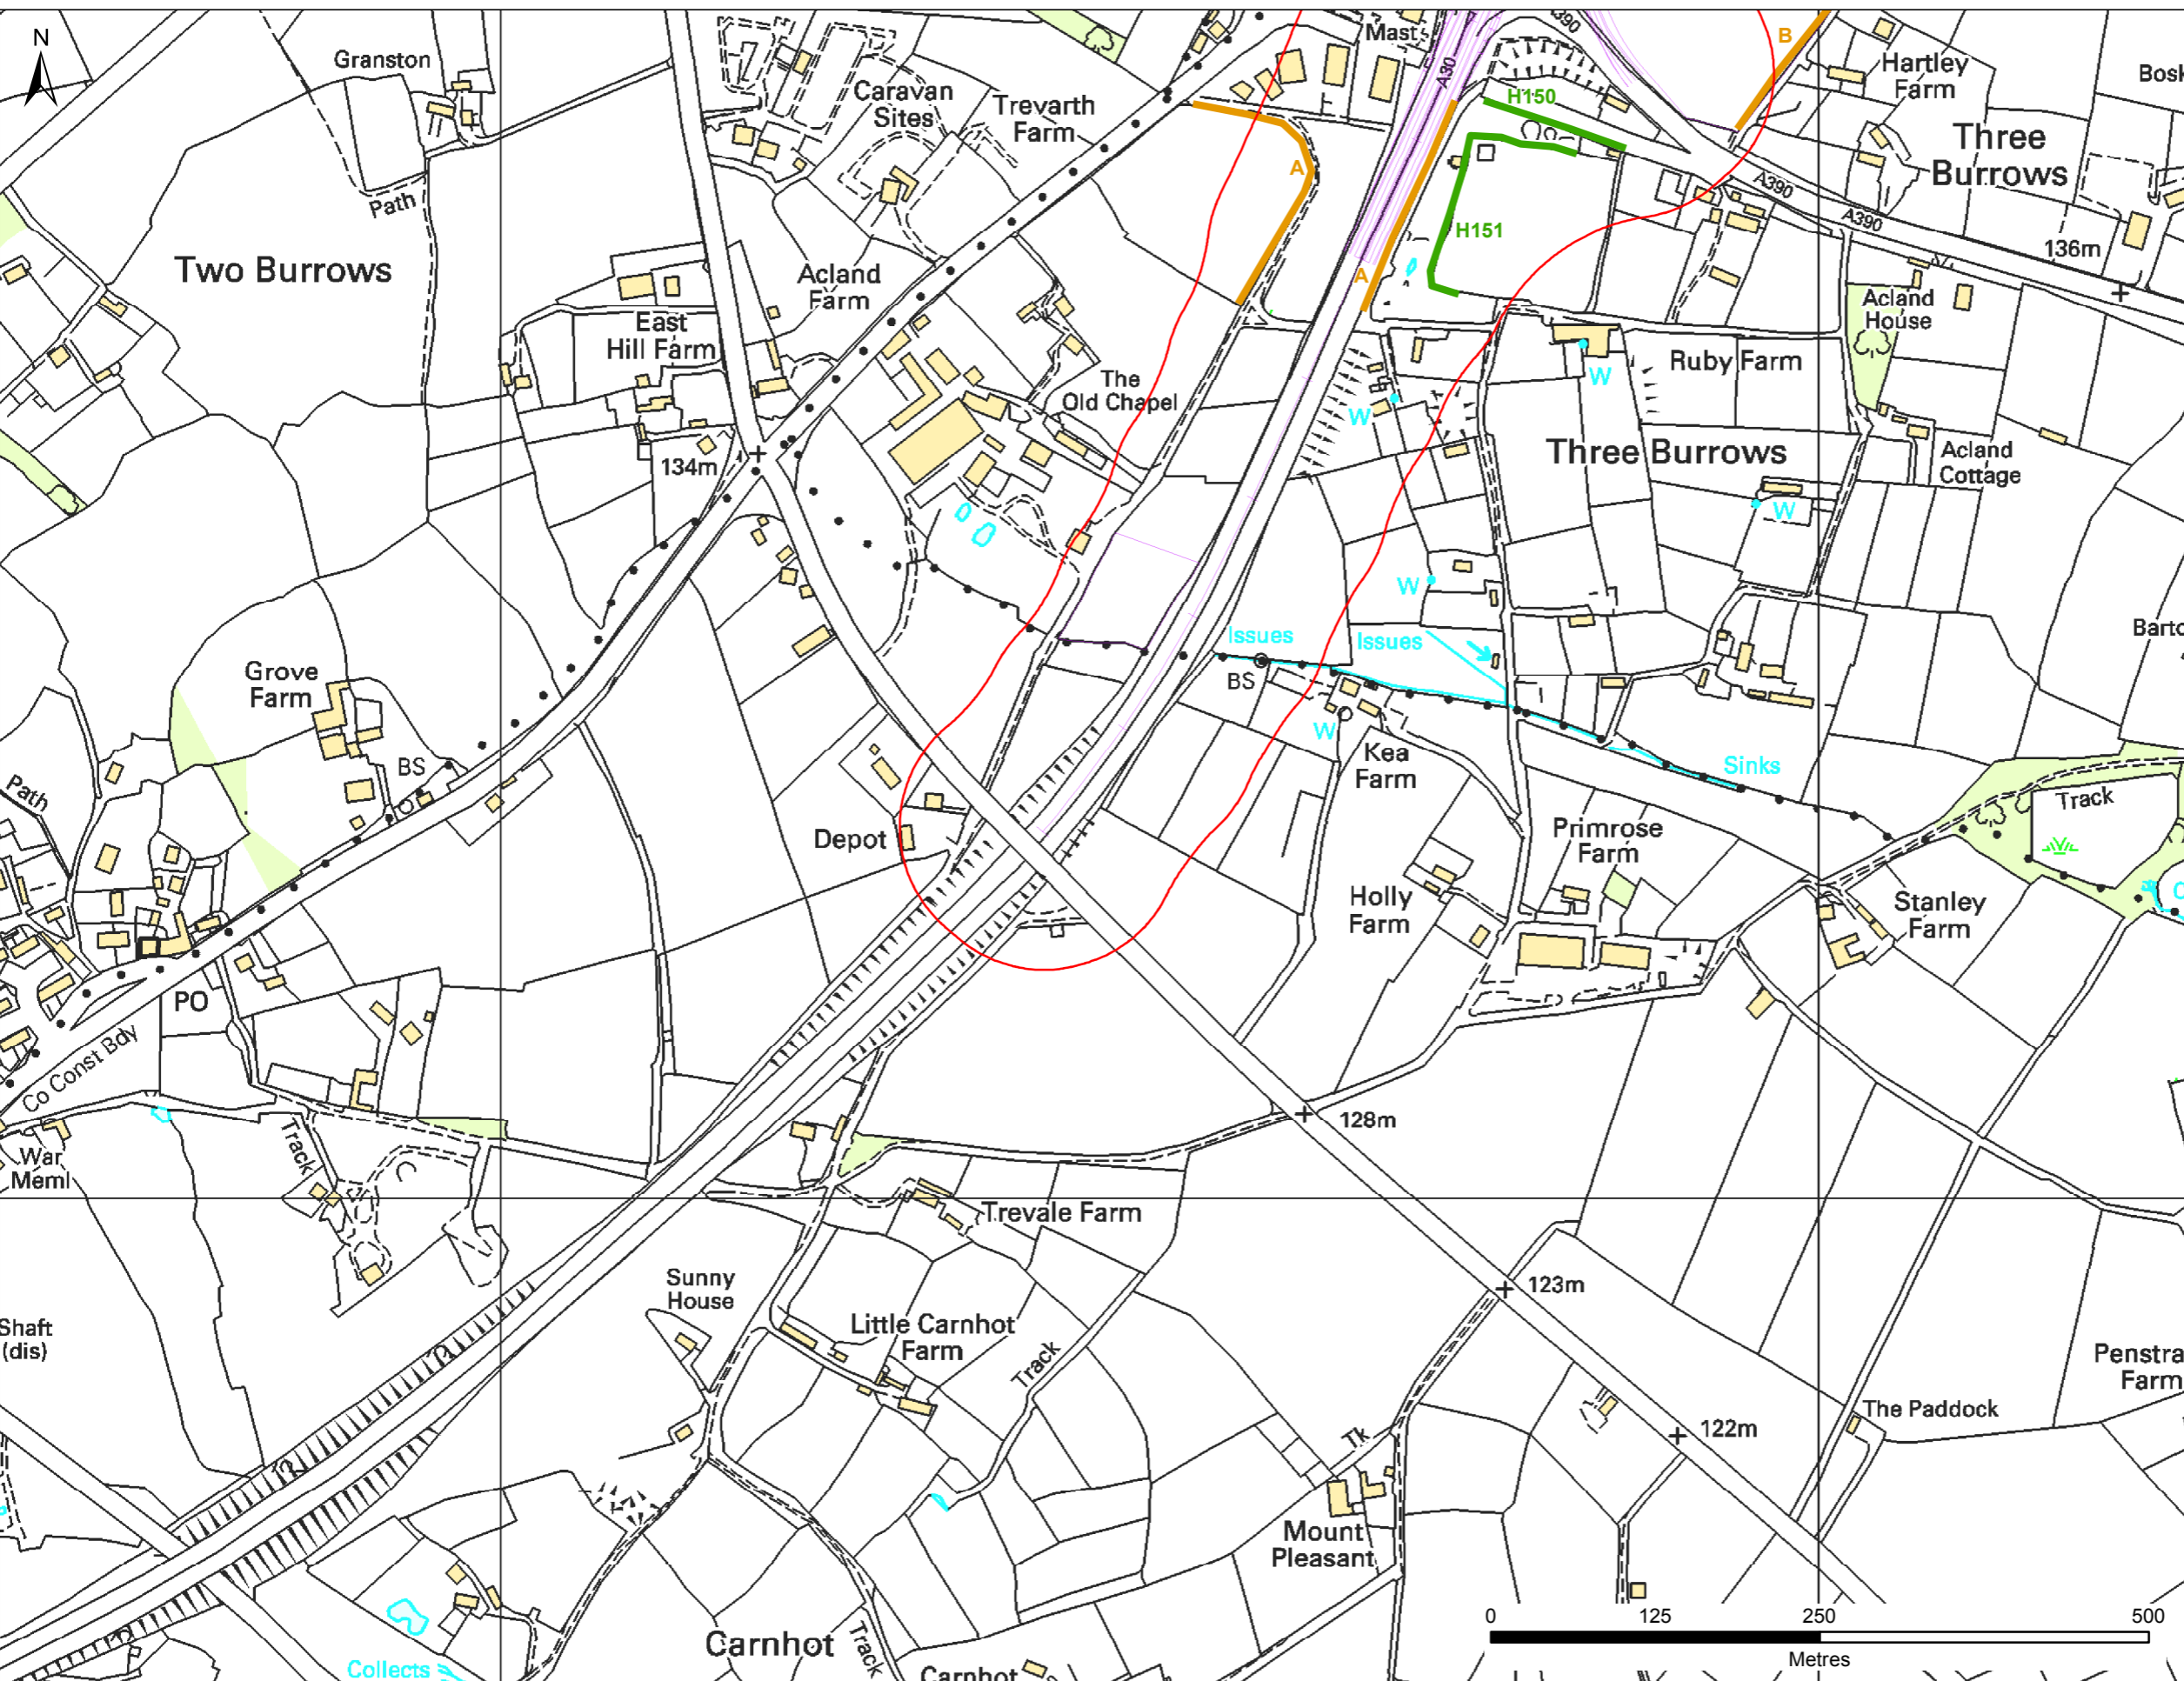 N
Granston
Caravan
Sites
Trevarth
Farm
Mast
A30
A390
B
Hartley
Farm
Three
Burrows
H150
A
H151
A
A390
A390
136m
Path
Two Burrows
Acland
Farm
East
Hill Farm
The
Old Chapel
134m
W
W
Ruby Farm
Acland
House
Three Burrows
Acland
Cottage
W
W
Issues
Issues
BS
W
Kea
Farm
Sinks
Grove
Farm
BS
Path
Depot
Primrose
Farm
Holly
Farm
Track
Stanley
Farm
PO
Co Const Bdy
War
Meml
Track
128m
Trevale Farm
Sunny
House
Little Carnhot
Farm
Track
123m
Shaft
(dis)
Farm
The Paddock
122m
Tk
Mount
Pleasant
Carnhot
Track
Carnhot
Collects
0 125 250 500
Metres